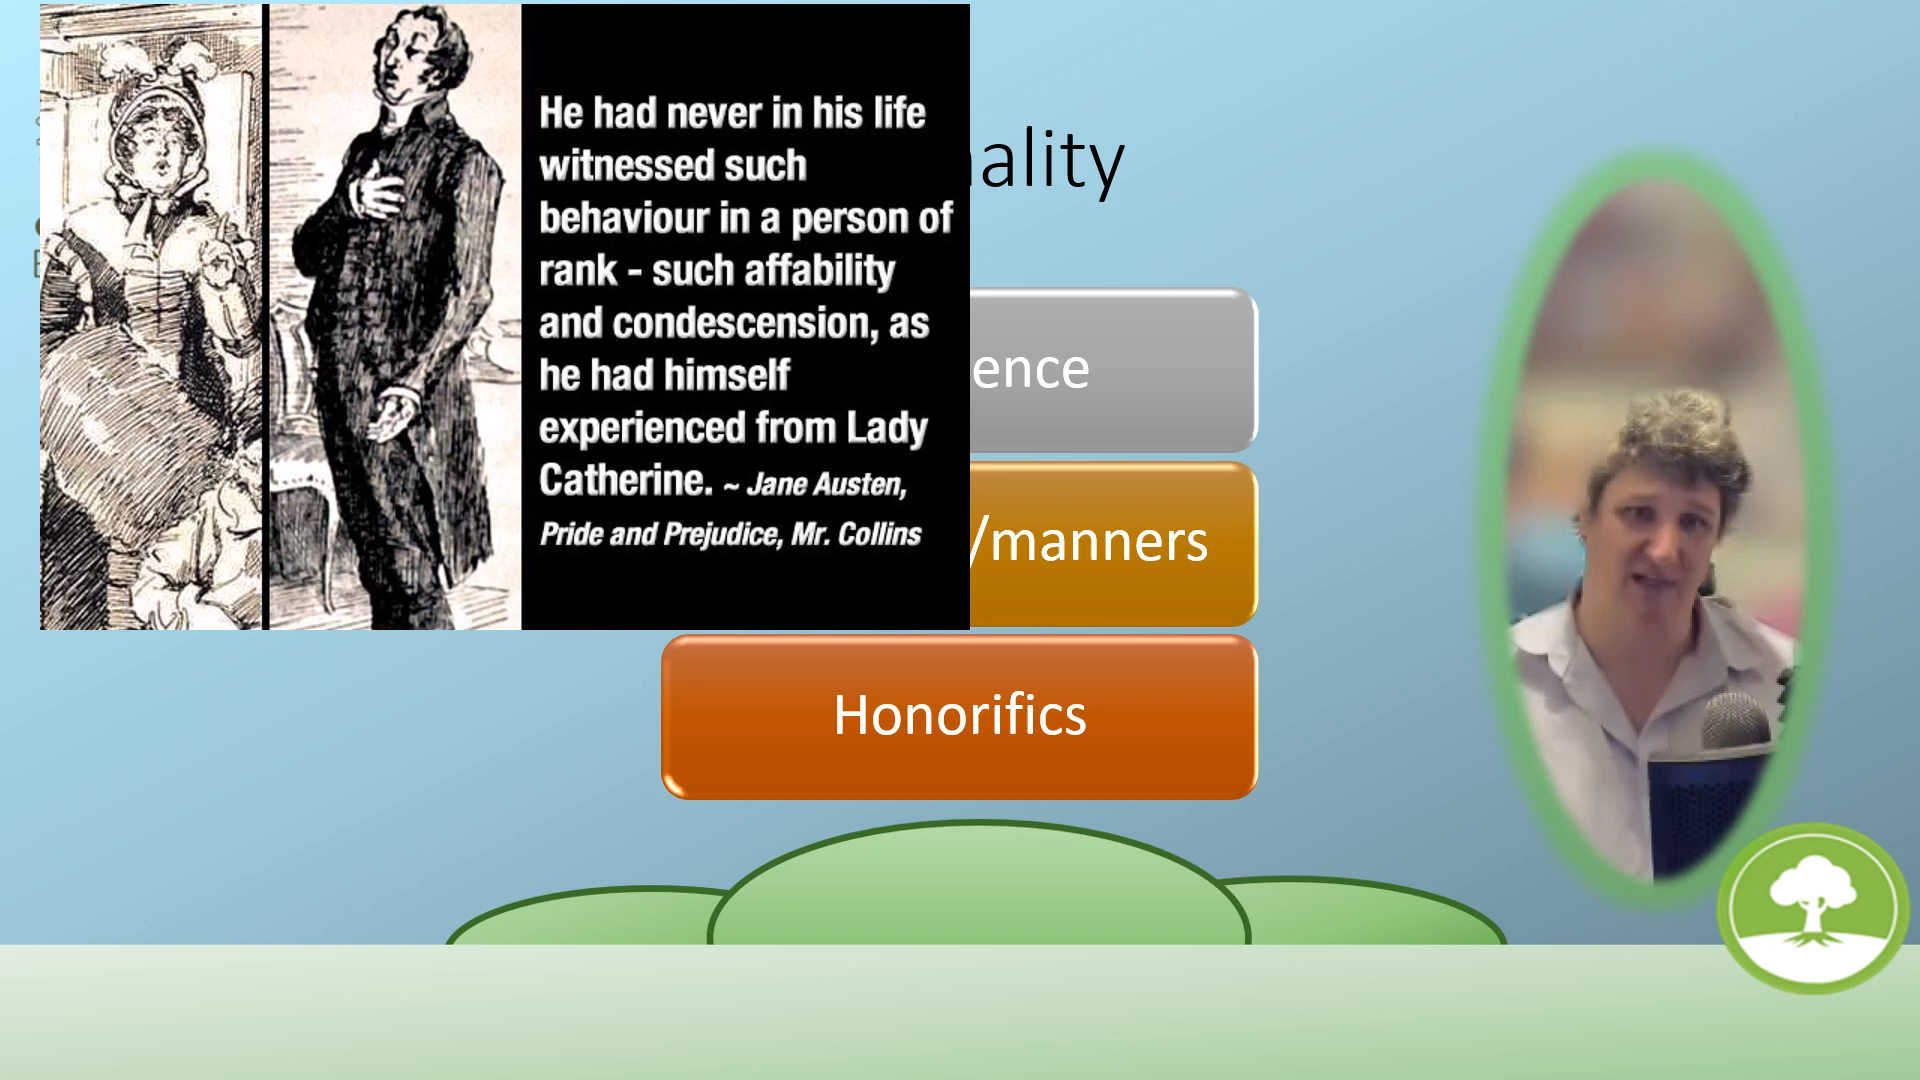 He had never in his life
witnessed such
behaviour in a person of
rank - such affability
and condescension, as
he had himself
experienced from Lady
Catherine. ~ Jane Austen,
Pride and Prejudice, Mr. Collins
ality
ence
/manners
Honorifics